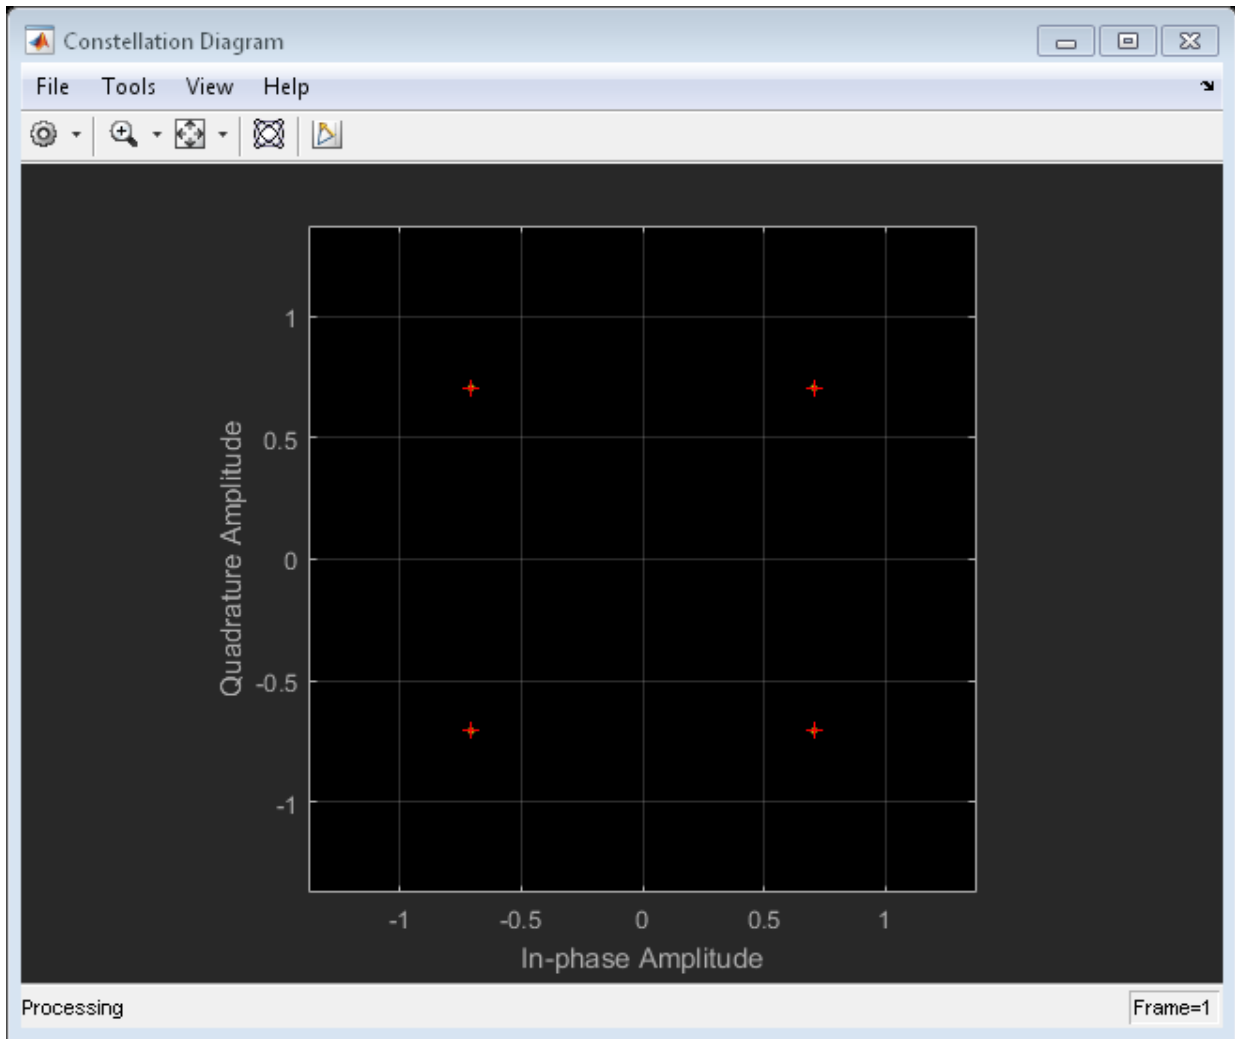 Constellation Diagram
File Tools View Help
1
0.5
0
-0.5
-1
Quadrature Amplitude
-1 -0.5 0 0.5 1
In-phase Amplitude
Processing Frame=1